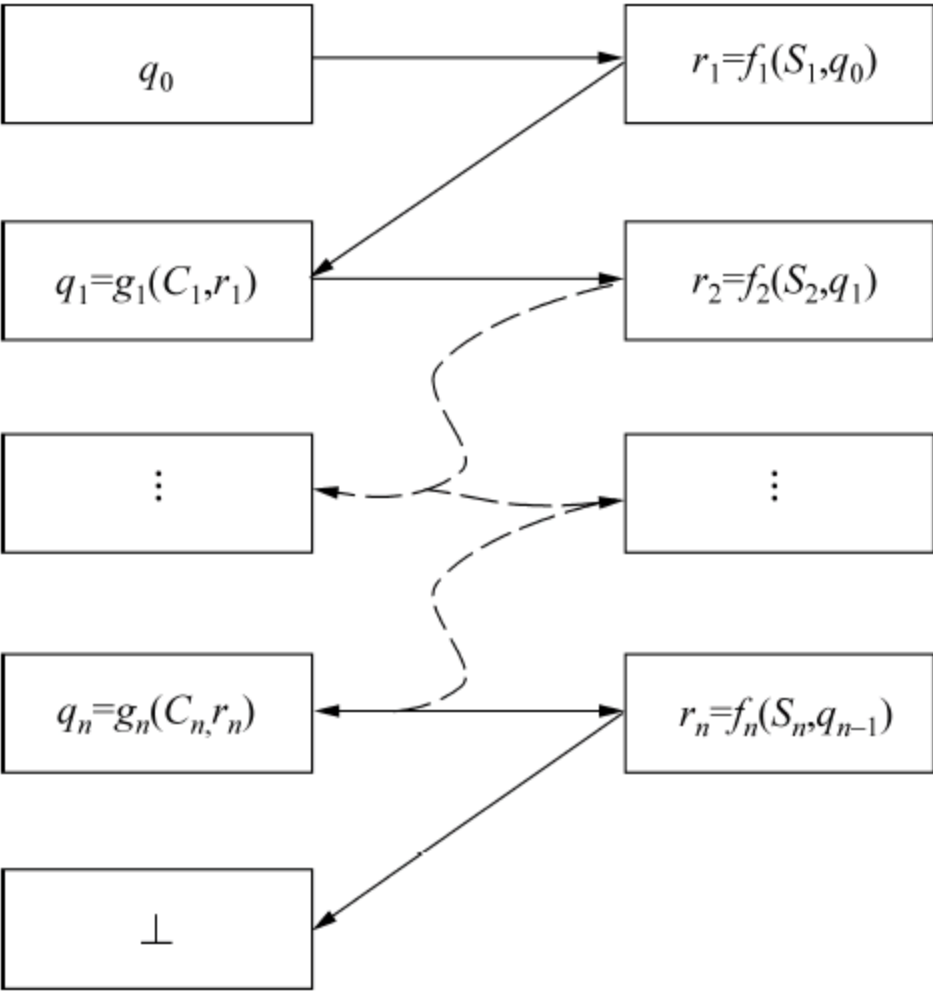 q₀
r₁=f₁(S₁,q₀)
q₁=g₁(C₁,r₁)
r₂=f₂(S₂,q₁)
⋮
⋮
qₙ=gₙ(Cₙ,rₙ)
rₙ=fₙ(Sₙ,qₙ₋₁)
⊥